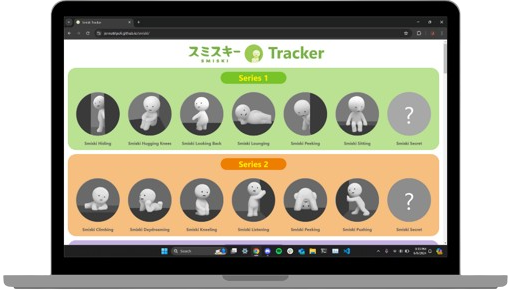 Smiski Tracker
スミスキー Tracker
SMISKI
Series 1
Smiski Hiding Smiski Hugging Knees Smiski Looking Back Smiski Lounging Smiski Peeking Smiski Sitting Smiski Secret
?
Series 2
Smiski Climbing Smiski Daydreaming Smiski Kneeling Smiski Listening Smiski Peeking Smiski Pushing Smiski Secret
?
Search